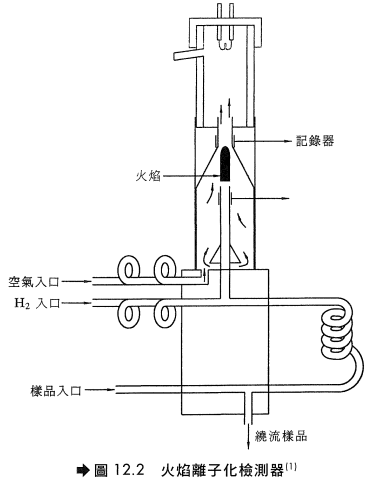 記錄器
火焰
空氣入口
H₂ 入口
樣品入口
繞流樣品
圖 12.2 火焰離子化檢測器(1)